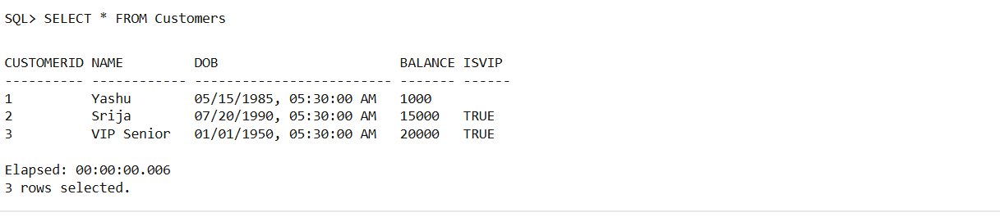 SQL> SELECT * FROM Customers
CUSTOMERID NAME         DOB                       BALANCE ISVIP
---------- ------------ ------------------------- ------- ------
1          Yashu        05/15/1985, 05:30:00 AM   1000
2          Srija        07/20/1990, 05:30:00 AM   15000   TRUE
3          VIP Senior   01/01/1950, 05:30:00 AM   20000   TRUE
Elapsed: 00:00:00.006
3 rows selected.